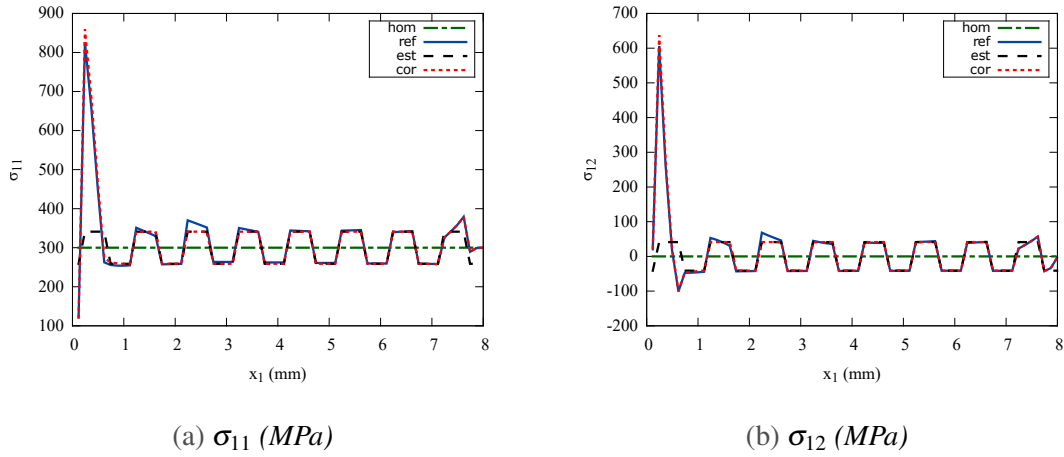 900
800
700
600
500
400
300
200
100
σ11
0 1 2 3 4 5 6 7 8
x1 (mm)
hom
ref
est
cor
(a) σ11 (MPa)
700
600
500
400
300
200
100
0
-100
-200
σ12
0 1 2 3 4 5 6 7 8
x1 (mm)
hom
ref
est
cor
(b) σ12 (MPa)